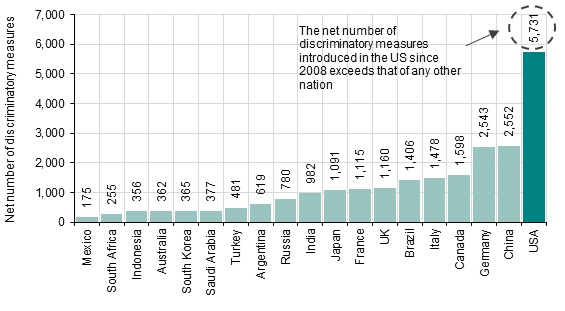 Net number of discriminatory measures
7,000
6,000
5,000
4,000
3,000
2,000
1,000
0
The net number of
discriminatory measures
introduced in the US since
2008 exceeds that of any other
nation
175
255
356
362
365
377
481
619
780
982
1,091
1,115
1,160
1,406
1,478
1,598
2,543
2,552
5,731
Mexico
South Africa
Indonesia
Australia
South Korea
Saudi Arabia
Turkey
Argentina
Russia
India
Japan
France
UK
Brazil
Italy
Canada
Germany
China
USA